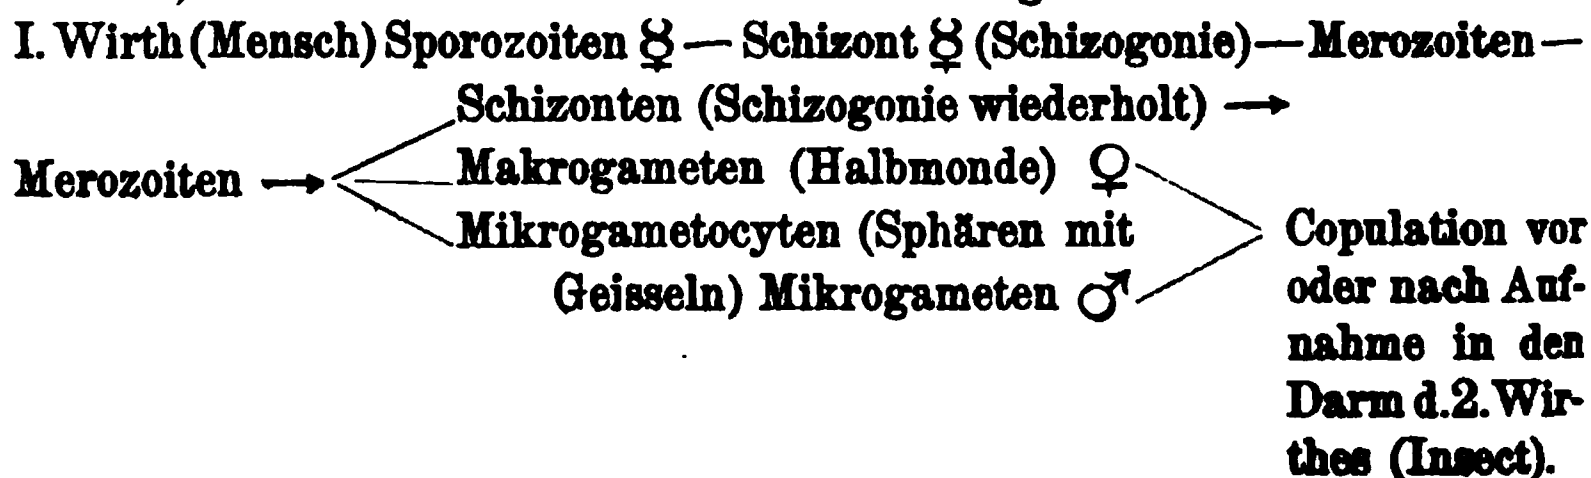 I. Wirth (Mensch) Sporozoiten ☿ — Schizont ☿ (Schizogonie) — Merozoiten —
Schizonten (Schizogonie wiederholt) →
Merozoiten → Makrogameten (Halbmonde) ♀
Mikrogametocyten (Sphären mit
Geisseln) Mikrogameten ♂
Copulation vor
oder nach Auf-
nahme in den
Darm d. 2. Wir-
thes (Insect).